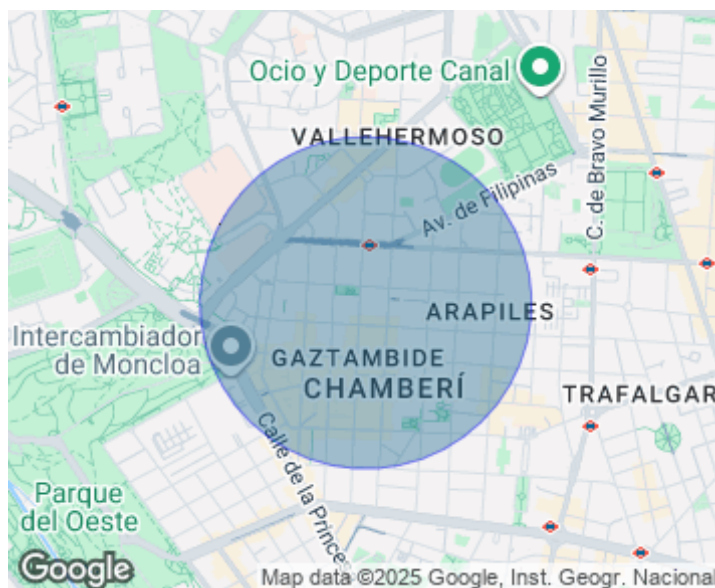 Ocio y Deporte Canal
VALLEHERMOSO
C. de Bravo Murillo
Av. de Filipinas
ARAPILES
Intercambiador
de Moncloa
GAZTAMBIDE
CHAMBERÍ
TRAFALGAR
Calle de la Prince
Parque
del Oeste
Google
Map data ©2025 Google, Inst. Geogr. Nacional